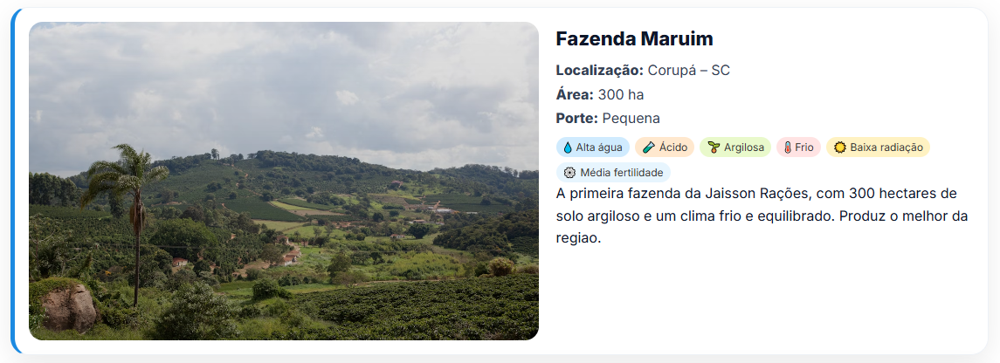 Fazenda Maruim
Localização: Corupá – SC
Área: 300 ha
Porte: Pequena
Alta água Ácido Argilosa Frio Baixa radiação
Média fertilidade
A primeira fazenda da Jaisson Rações, com 300 hectares de
solo argiloso e um clima frio e equilibrado. Produz o melhor da
regiao.